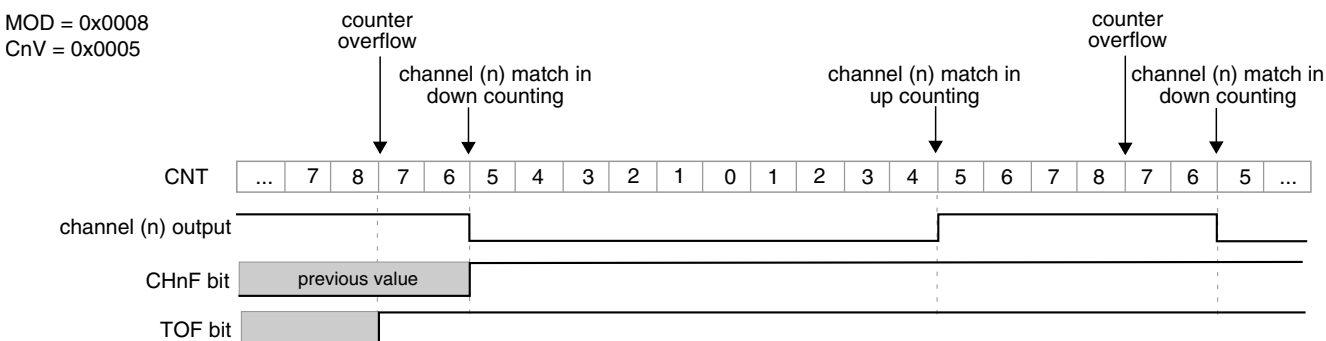 MOD = 0x0008
CnV = 0x0005
counter
overflow
channel (n) match in
down counting
channel (n) match in
up counting
counter
overflow
channel (n) match in
down counting
CNT ... 7 8 7 6 5 4 3 2 1 0 1 2 3 4 5 6 7 8 7 6 5 ...
channel (n) output
CHnF bit previous value
TOF bit